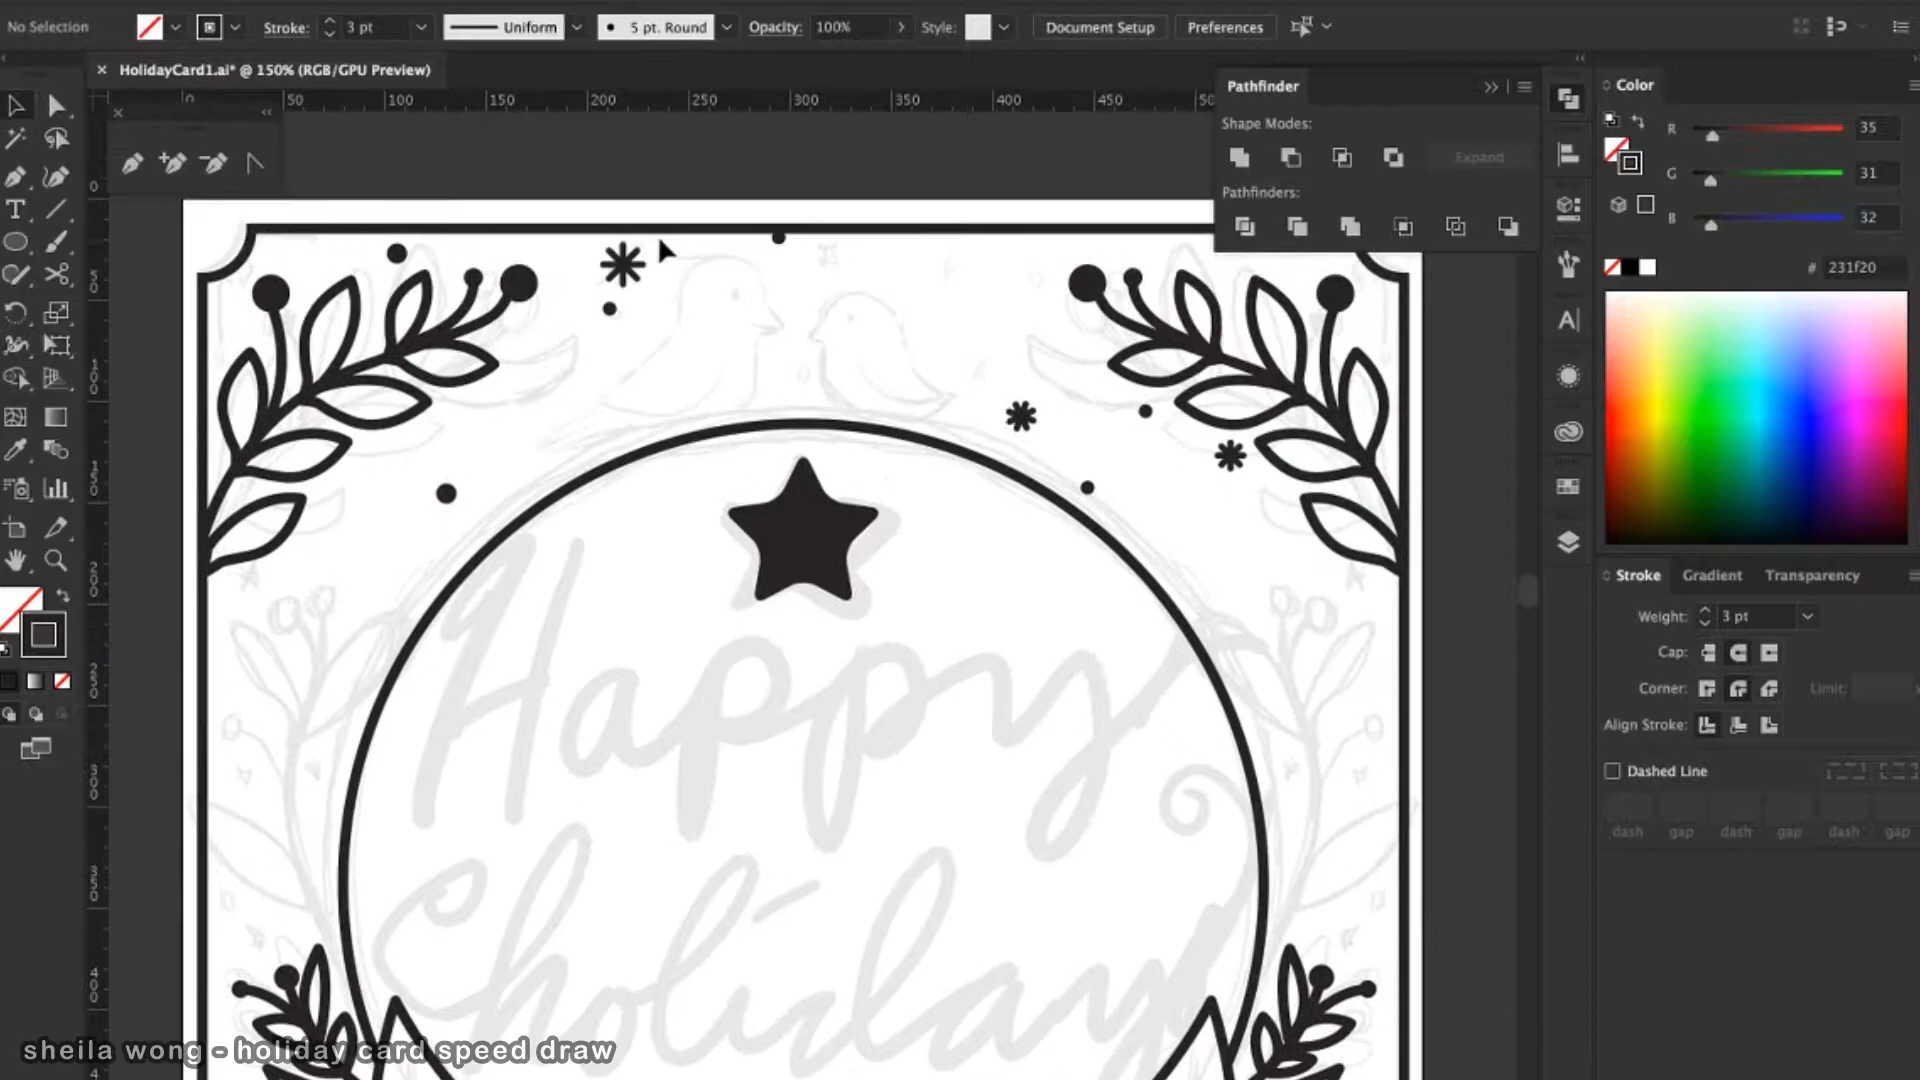 No Selection
Stroke: 3 pt
Uniform
5 pt. Round
Opacity: 100%
Style:
Document Setup
Preferences
HolidayCard1.ai* @ 150% (RGB/GPU Preview)
0 50 100 150 200 250 300 350 400 450
Pathfinder
Shape Modes:
Expand
Pathfinders:
Color
R 35
G 31
B 32
# 231f20
Stroke Gradient Transparency
Weight: 3 pt
Cap:
Corner: Limit:
Align Stroke:
Dashed Line
dash gap dash gap dash gap
Happy
holiday
sheila wong - holiday card speed draw